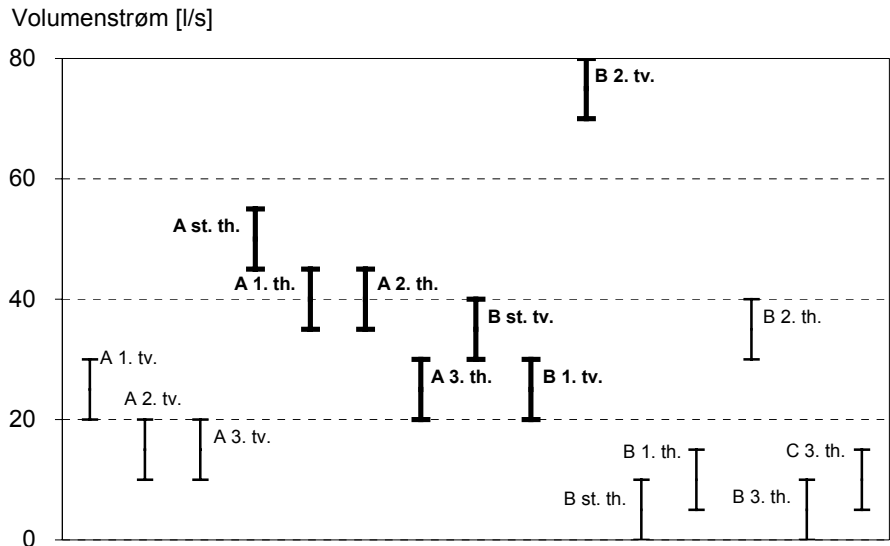 Volumenstrøm [l/s]
80
B 2. tv.
60
A st. th.
A 1. th.
A 2. th.
40
B st. tv.
B 2. th.
A 1. tv.
A 3. th.
B 1. tv.
A 2. tv.
20
A 3. tv.
B 1. th.
C 3. th.
B st. th.
B 3. th.
0